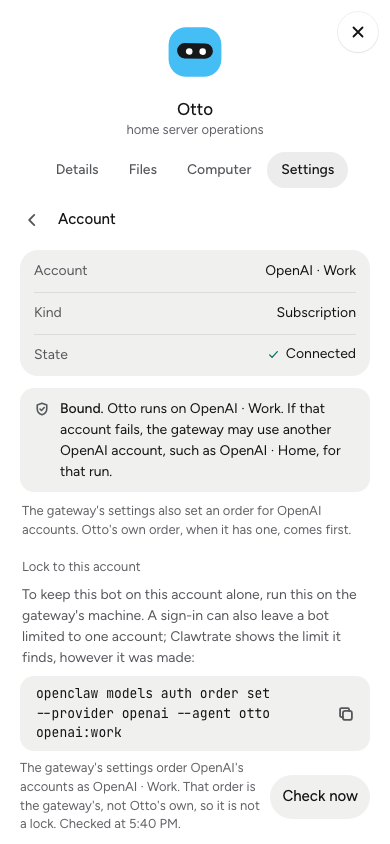 Otto
home server operations
Details Files Computer Settings
Account
Account OpenAI · Work
Kind Subscription
State Connected
Bound. Otto runs on OpenAI · Work. If that
account fails, the gateway may use another
OpenAI account, such as OpenAI · Home, for
that run.
The gateway's settings also set an order for OpenAI
accounts. Otto's own order, when it has one, comes first.
Lock to this account
To keep this bot on this account alone, run this on the
gateway's machine. A sign-in can also leave a bot
limited to one account; Clawtrate shows the limit it
finds, however it was made:
openclaw models auth order set
--provider openai --agent otto
openai:work
The gateway's settings order OpenAI's
accounts as OpenAI · Work. That order is
the gateway's, not Otto's own, so it is not
a lock. Checked at 5:40 PM.
Check now